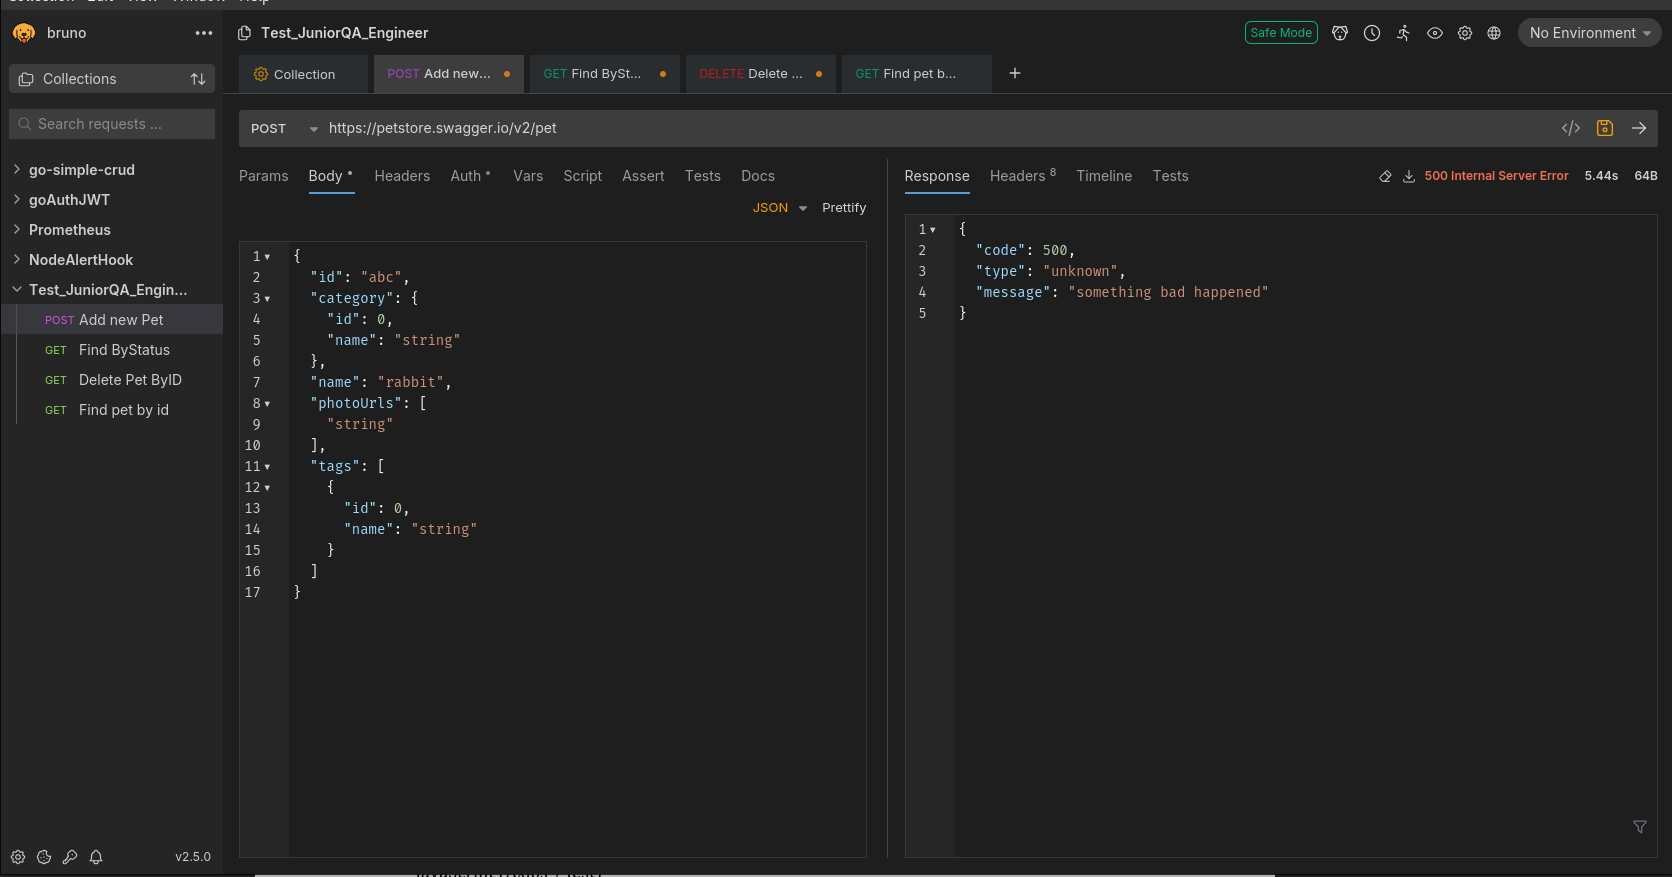 Collection Edit View Window Help
bruno
Test_JuniorQA_Engineer
Safe Mode
No Environment
Collections
Collection
POST Add new...
GET Find BySt...
DELETE Delete ...
GET Find pet b...
+
Search requests ...
POST
https://petstore.swagger.io/v2/pet
</>
go-simple-crud
goAuthJWT
Prometheus
NodeAlertHook
Test_JuniorQA_Engin...
POST Add new Pet
GET Find ByStatus
GET Delete Pet ByID
GET Find pet by id
v2.5.0
Params Body Headers Auth Vars Script Assert Tests Docs
JSON Prettify
1 {
2 "id": "abc",
3 "category": {
4 "id": 0,
5 "name": "string"
6 },
7 "name": "rabbit",
8 "photoUrls": [
9 "string"
10 ],
11 "tags": [
12 {
13 "id": 0,
14 "name": "string"
15 }
16 ]
17 }
Response Headers 8 Timeline Tests
500 Internal Server Error 5.44s 64B
1 {
2 "code": 500,
3 "type": "unknown",
4 "message": "something bad happened"
5 }